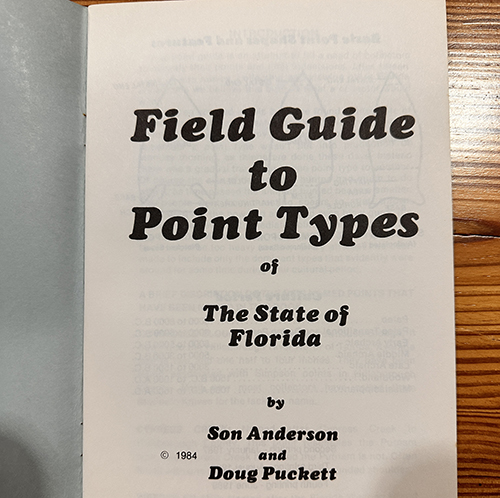 Field Guide
to
Point Types
of
The State of
Florida
by
Son Anderson
and
© 1984
Doug Puckett